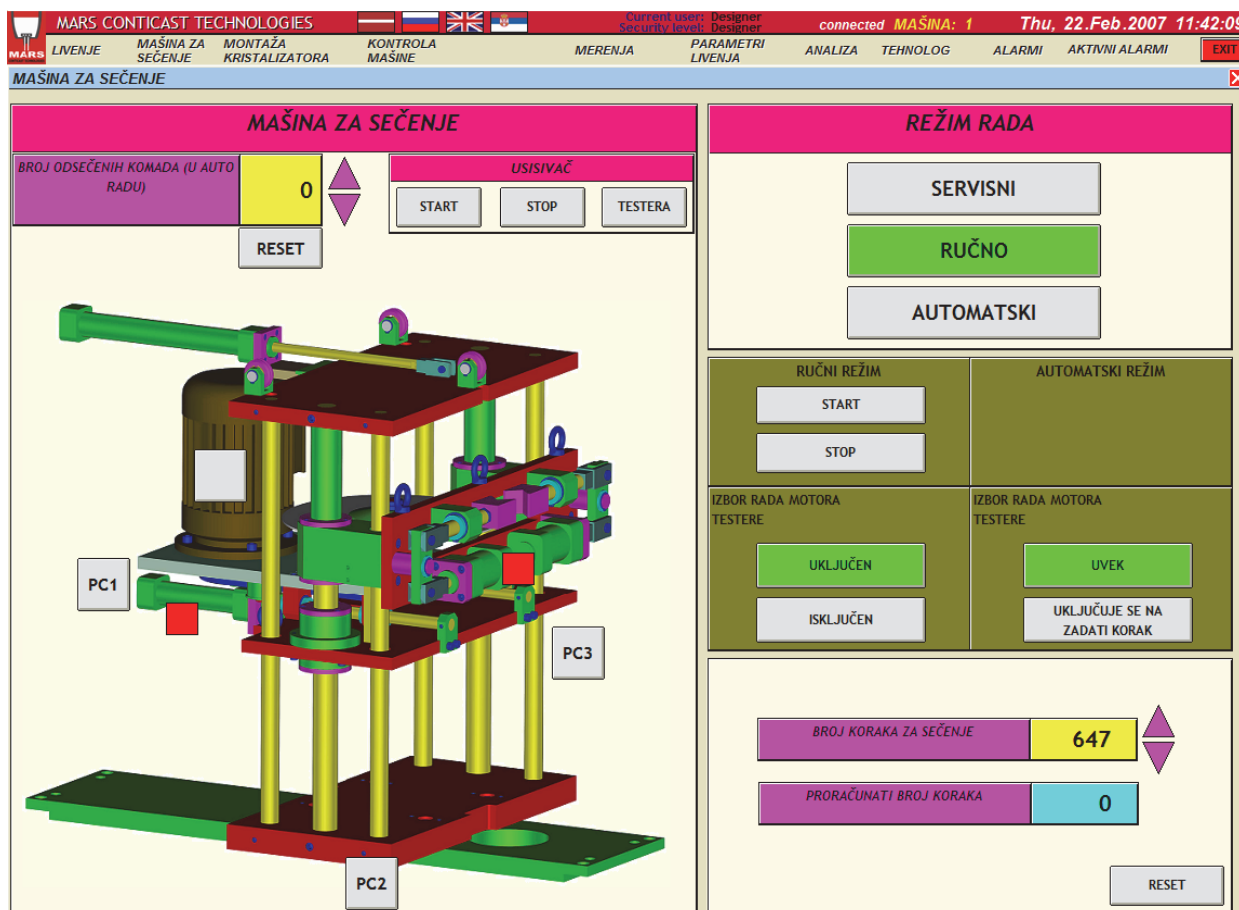 MARS CONTICAST TECHNOLOGIES
Current user: Designer
Security level: Designer
connected MAŠINA: 1
Thu, 22.Feb.2007 11:42:09
MARS
LIVENJE
MAŠINA ZA
SEČENJE
MONTAŽA
KRISTALIZATORA
KONTROLA
MAŠINE
MERENJA
PARAMETRI
LIVENJA
ANALIZA
TEHNOLOG
ALARMI
AKTIVNI ALARMI
EXIT
MAŠINA ZA SEČENJE
MAŠINA ZA SEČENJE
BROJ ODSEČENIH KOMADA (U AUTO
RADU)
0
RESET
USISIVAČ
START
STOP
TESTERA
PC1
PC3
PC2
REŽIM RADA
SERVISNI
RUČNO
AUTOMATSKI
RUČNI REŽIM
START
STOP
AUTOMATSKI REŽIM
IZBOR RADA MOTORA
TESTERE
UKLJUČEN
ISKLJUČEN
IZBOR RADA MOTORA
TESTERE
UVEK
UKLJUČUJE SE NA
ZADATI KORAK
BROJ KORAKA ZA SEČENJE
647
PRORAČUNATI BROJ KORAKA
0
RESET